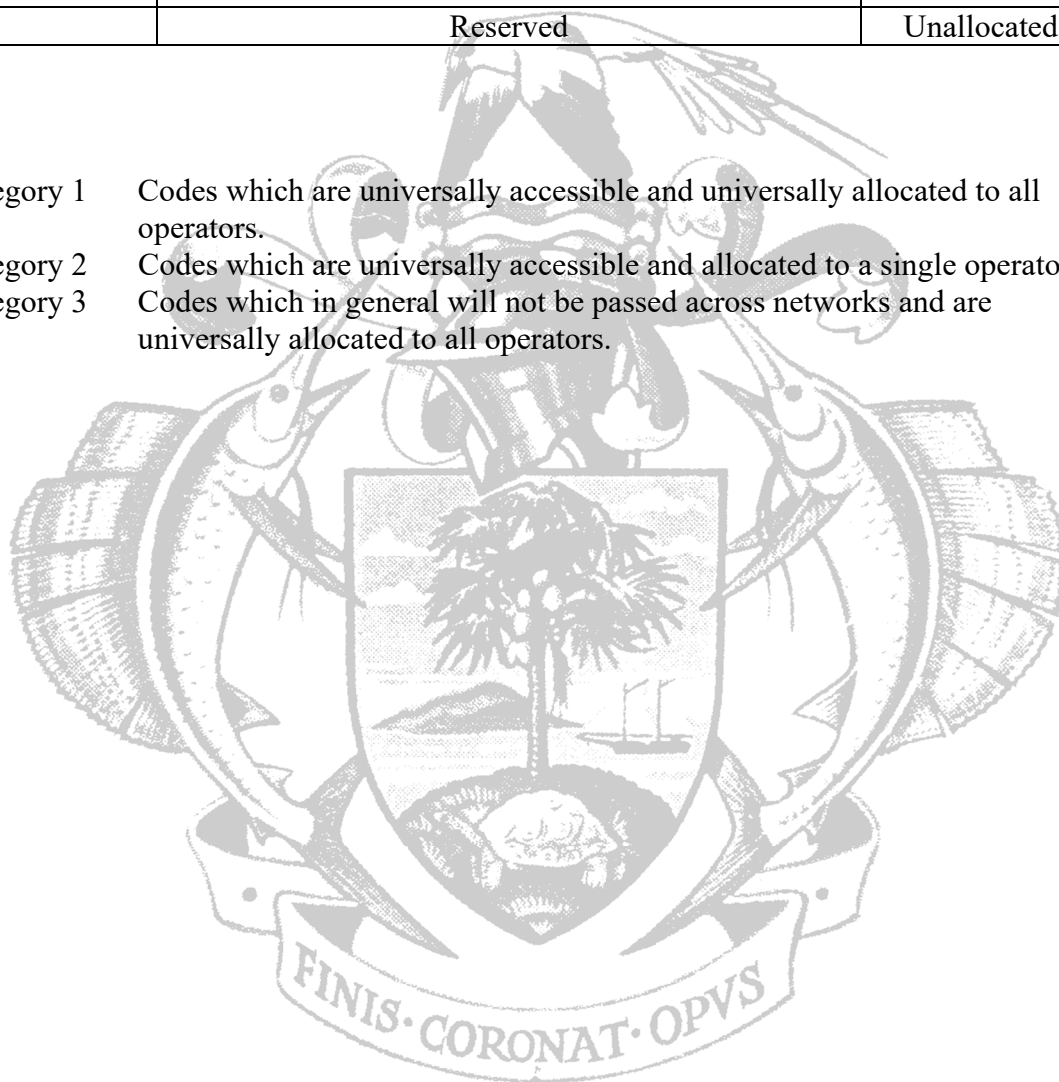 Reserved Unallocated
egory 1 Codes which are universally accessible and universally allocated to all
operators.
egory 2 Codes which are universally accessible and allocated to a single operato
egory 3 Codes which in general will not be passed across networks and are
universally allocated to all operators.
FINIS·CORONAT·OPVS